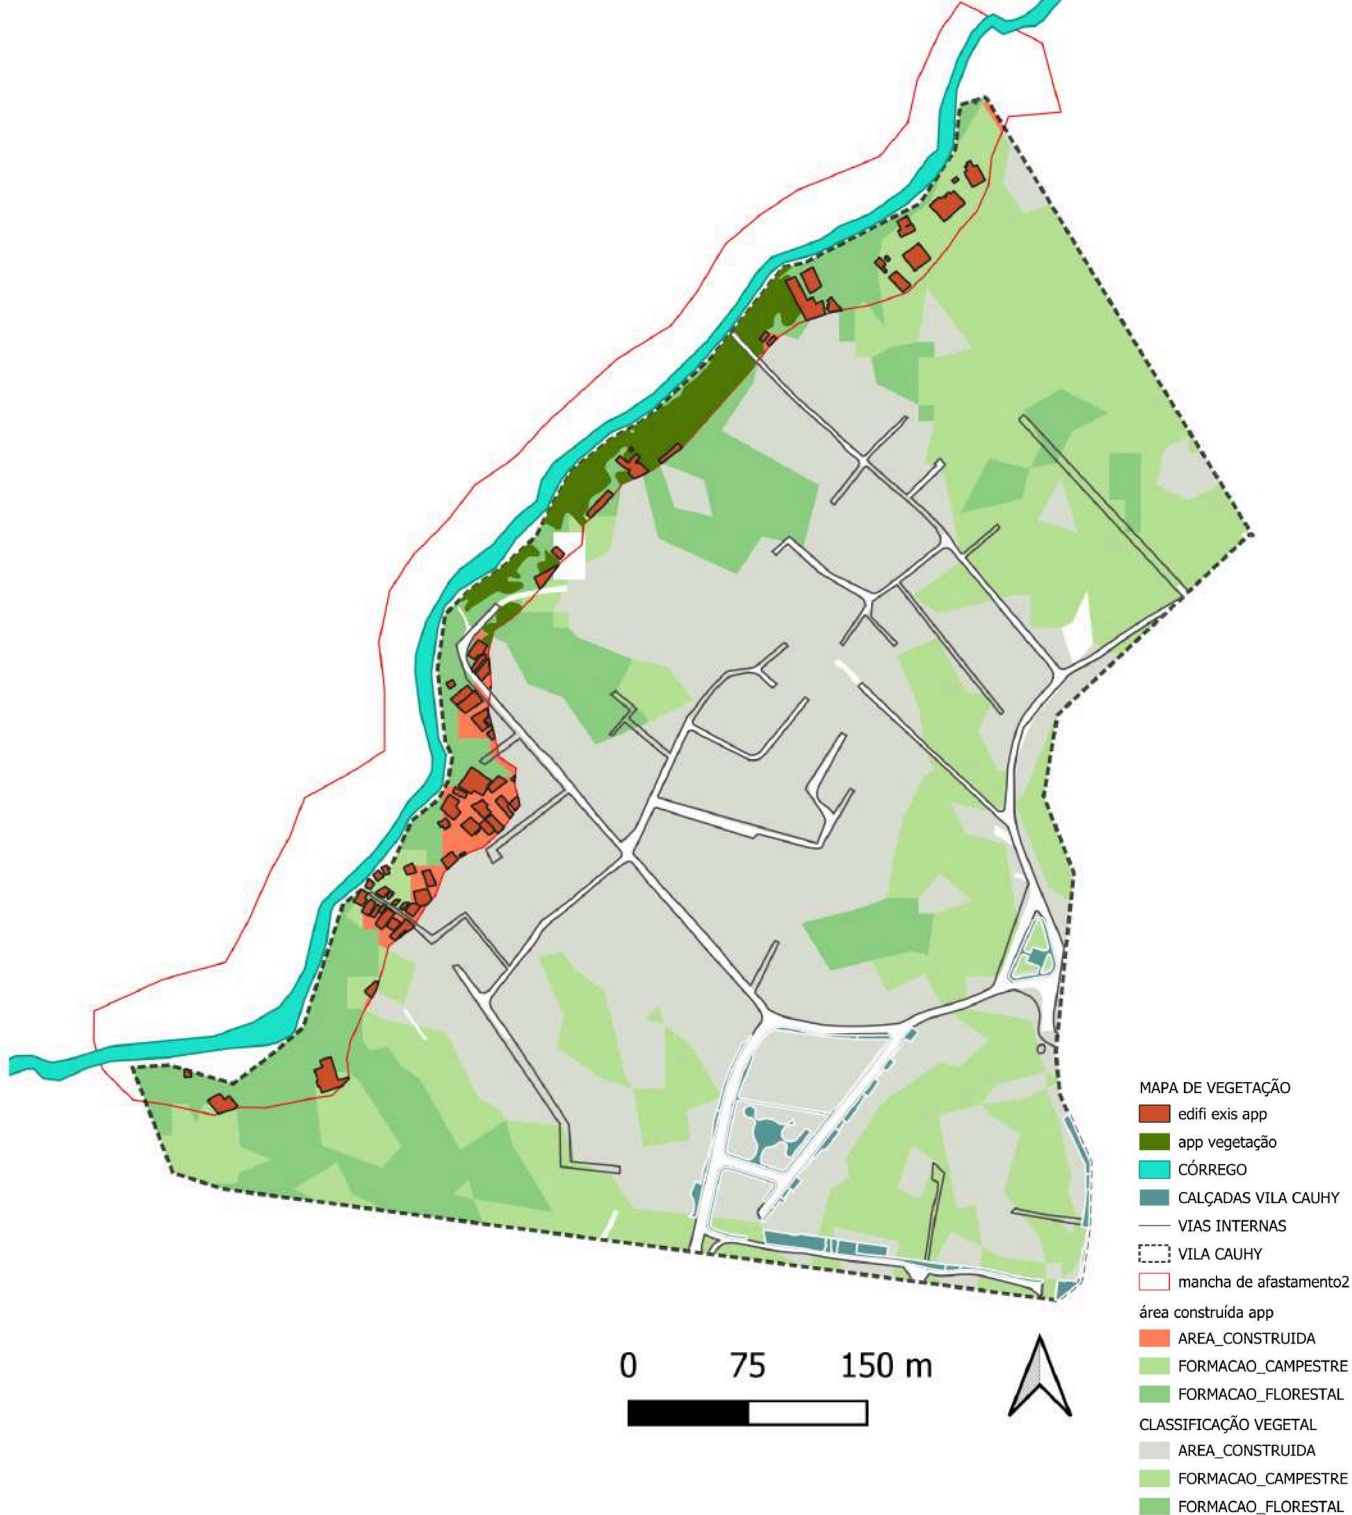 MAPA DE VEGETAÇÃO
edifi exis app
app vegetação
CÓRREGO
CALÇADAS VILA CAUHY
VIAS INTERNAS
VILA CAUHY
mancha de afastamento2
área construída app
AREA_CONSTRUIDA
FORMACAO_CAMPESTRE
FORMACAO_FLORESTAL
CLASSIFICAÇÃO VEGETAL
AREA_CONSTRUIDA
FORMACAO_CAMPESTRE
FORMACAO_FLORESTAL
0 75 150 m